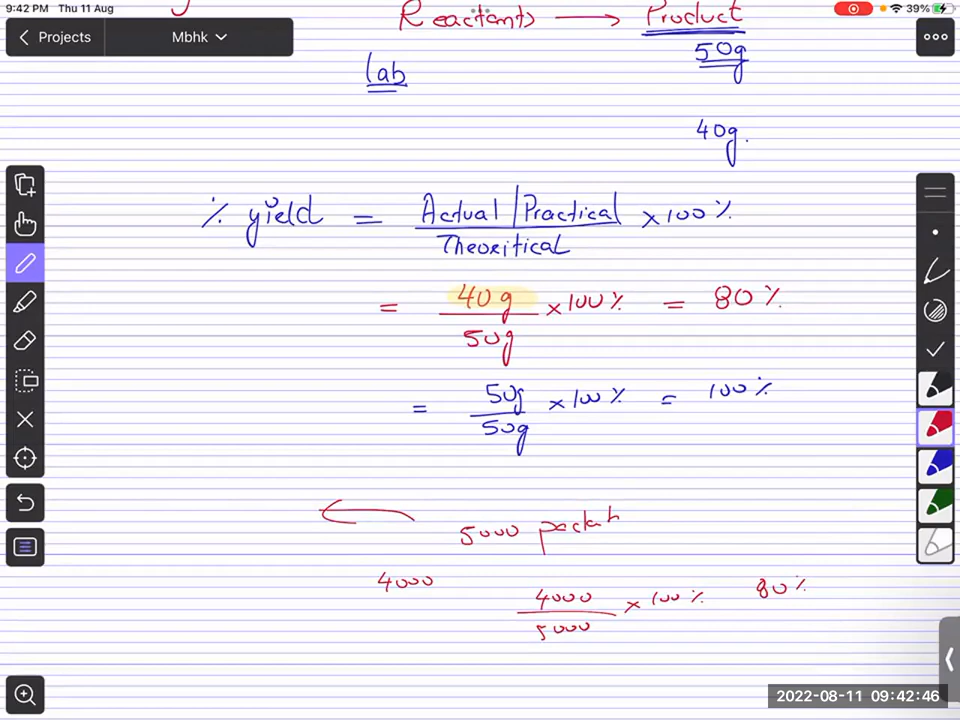 9:42 PM Thu 11 Aug
39%
Reactants → Product
Projects
Mbhk
50g
lab
40g.
% yield = Actual/Practical × 100%
Theoritical
= 40g × 100% = 80%
50g
= 50g × 100% = 100%
50g
5000
4000
4000 × 100% 80%
5000
2022-08-11 09:42:46